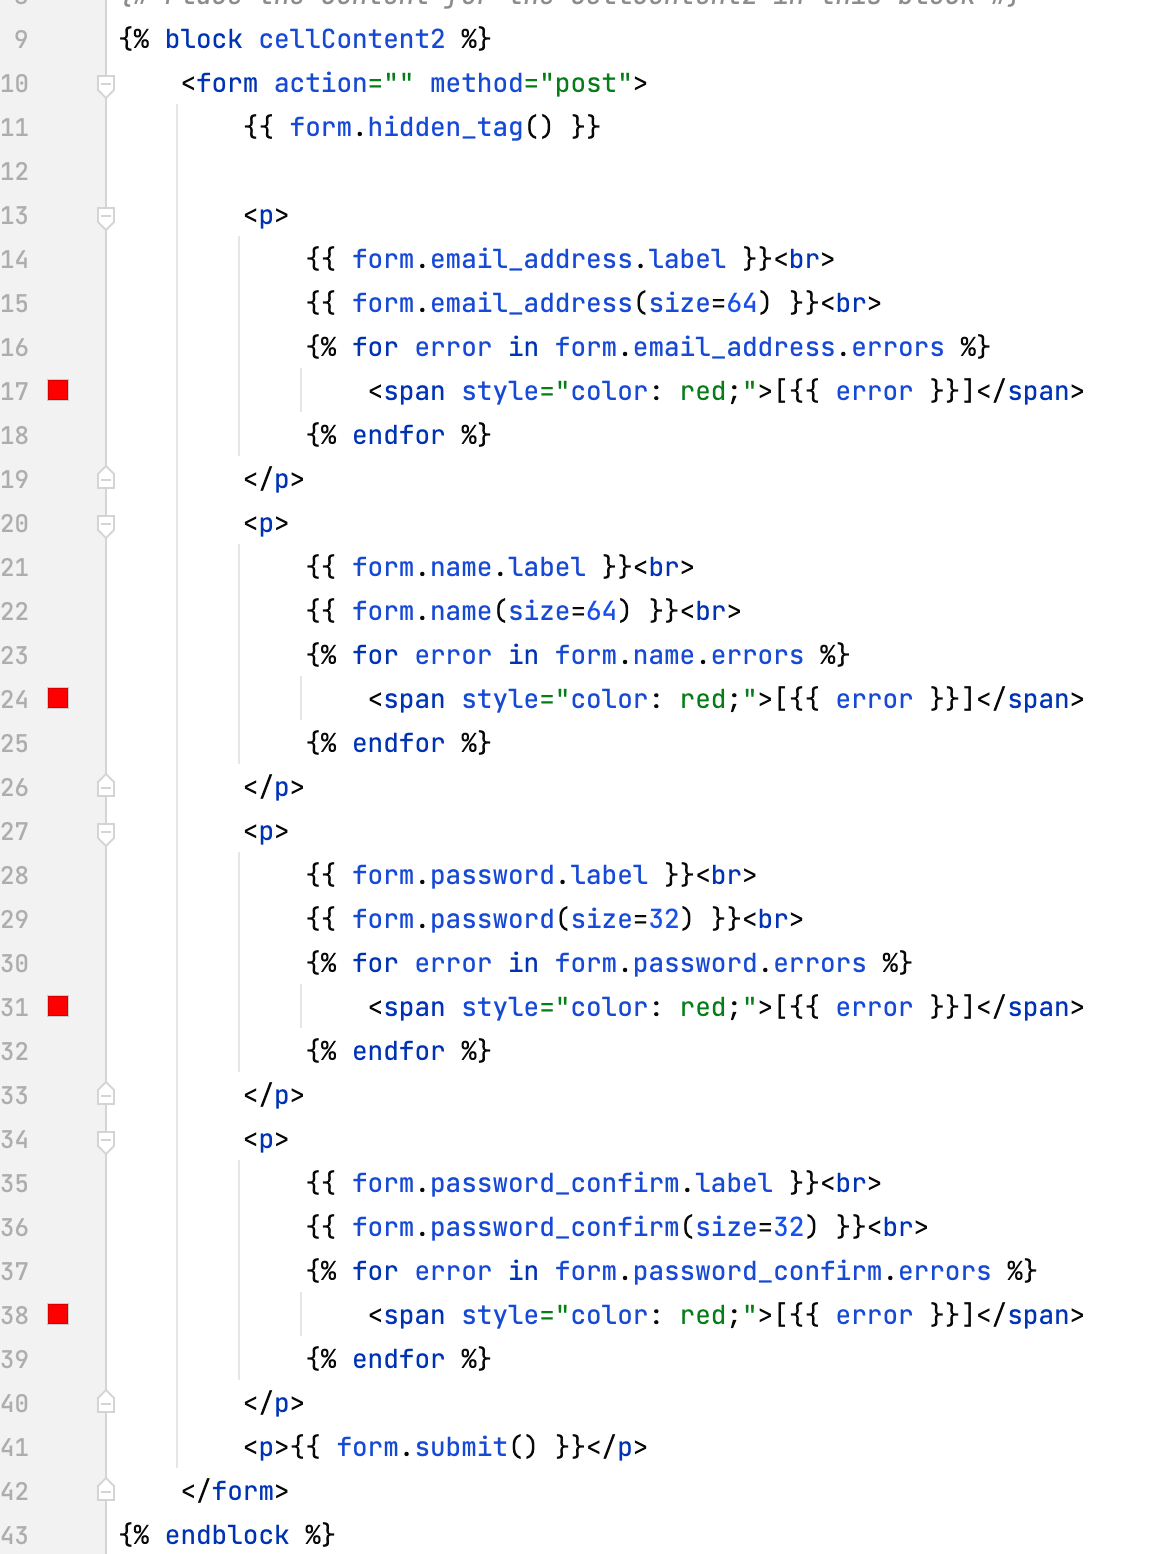 8 {# Place the content for the cellContent2 in this block #}
9 {% block cellContent2 %}
10 <form action="" method="post">
11 {{ form.hidden_tag() }}
12
13 <p>
14 {{ form.email_address.label }}<br>
15 {{ form.email_address(size=64) }}<br>
16 {% for error in form.email_address.errors %}
17 <span style="color: red;">[{{ error }}]</span>
18 {% endfor %}
19 </p>
20 <p>
21 {{ form.name.label }}<br>
22 {{ form.name(size=64) }}<br>
23 {% for error in form.name.errors %}
24 <span style="color: red;">[{{ error }}]</span>
25 {% endfor %}
26 </p>
27 <p>
28 {{ form.password.label }}<br>
29 {{ form.password(size=32) }}<br>
30 {% for error in form.password.errors %}
31 <span style="color: red;">[{{ error }}]</span>
32 {% endfor %}
33 </p>
34 <p>
35 {{ form.password_confirm.label }}<br>
36 {{ form.password_confirm(size=32) }}<br>
37 {% for error in form.password_confirm.errors %}
38 <span style="color: red;">[{{ error }}]</span>
39 {% endfor %}
40 </p>
41 <p>{{ form.submit() }}</p>
42 </form>
43 {% endblock %}